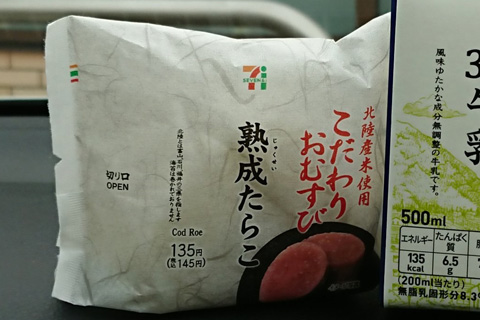 SEVEN & i
北陸産米使用
こだわり
おむすび
じゅくせい
熟成たらこ
切り口
OPEN
Cod Roe
135円
(税込145円)
風味ゆたかな成分無調整の牛乳です。
牛乳
500ml
エネルギー
たんぱく質
135
kcal
6.5
g
(200ml当たり)
無脂乳固形分8.3%